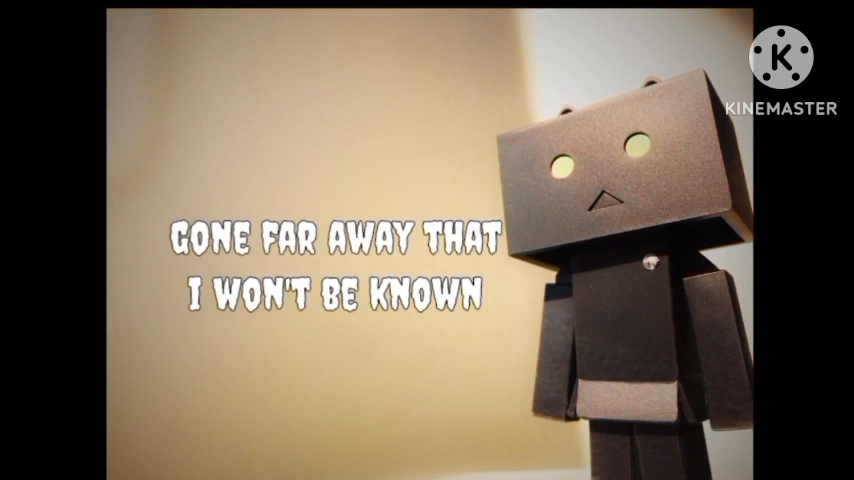 GONE FAR AWAY THAT
I WON'T BE KNOWN
K
KINEMASTER